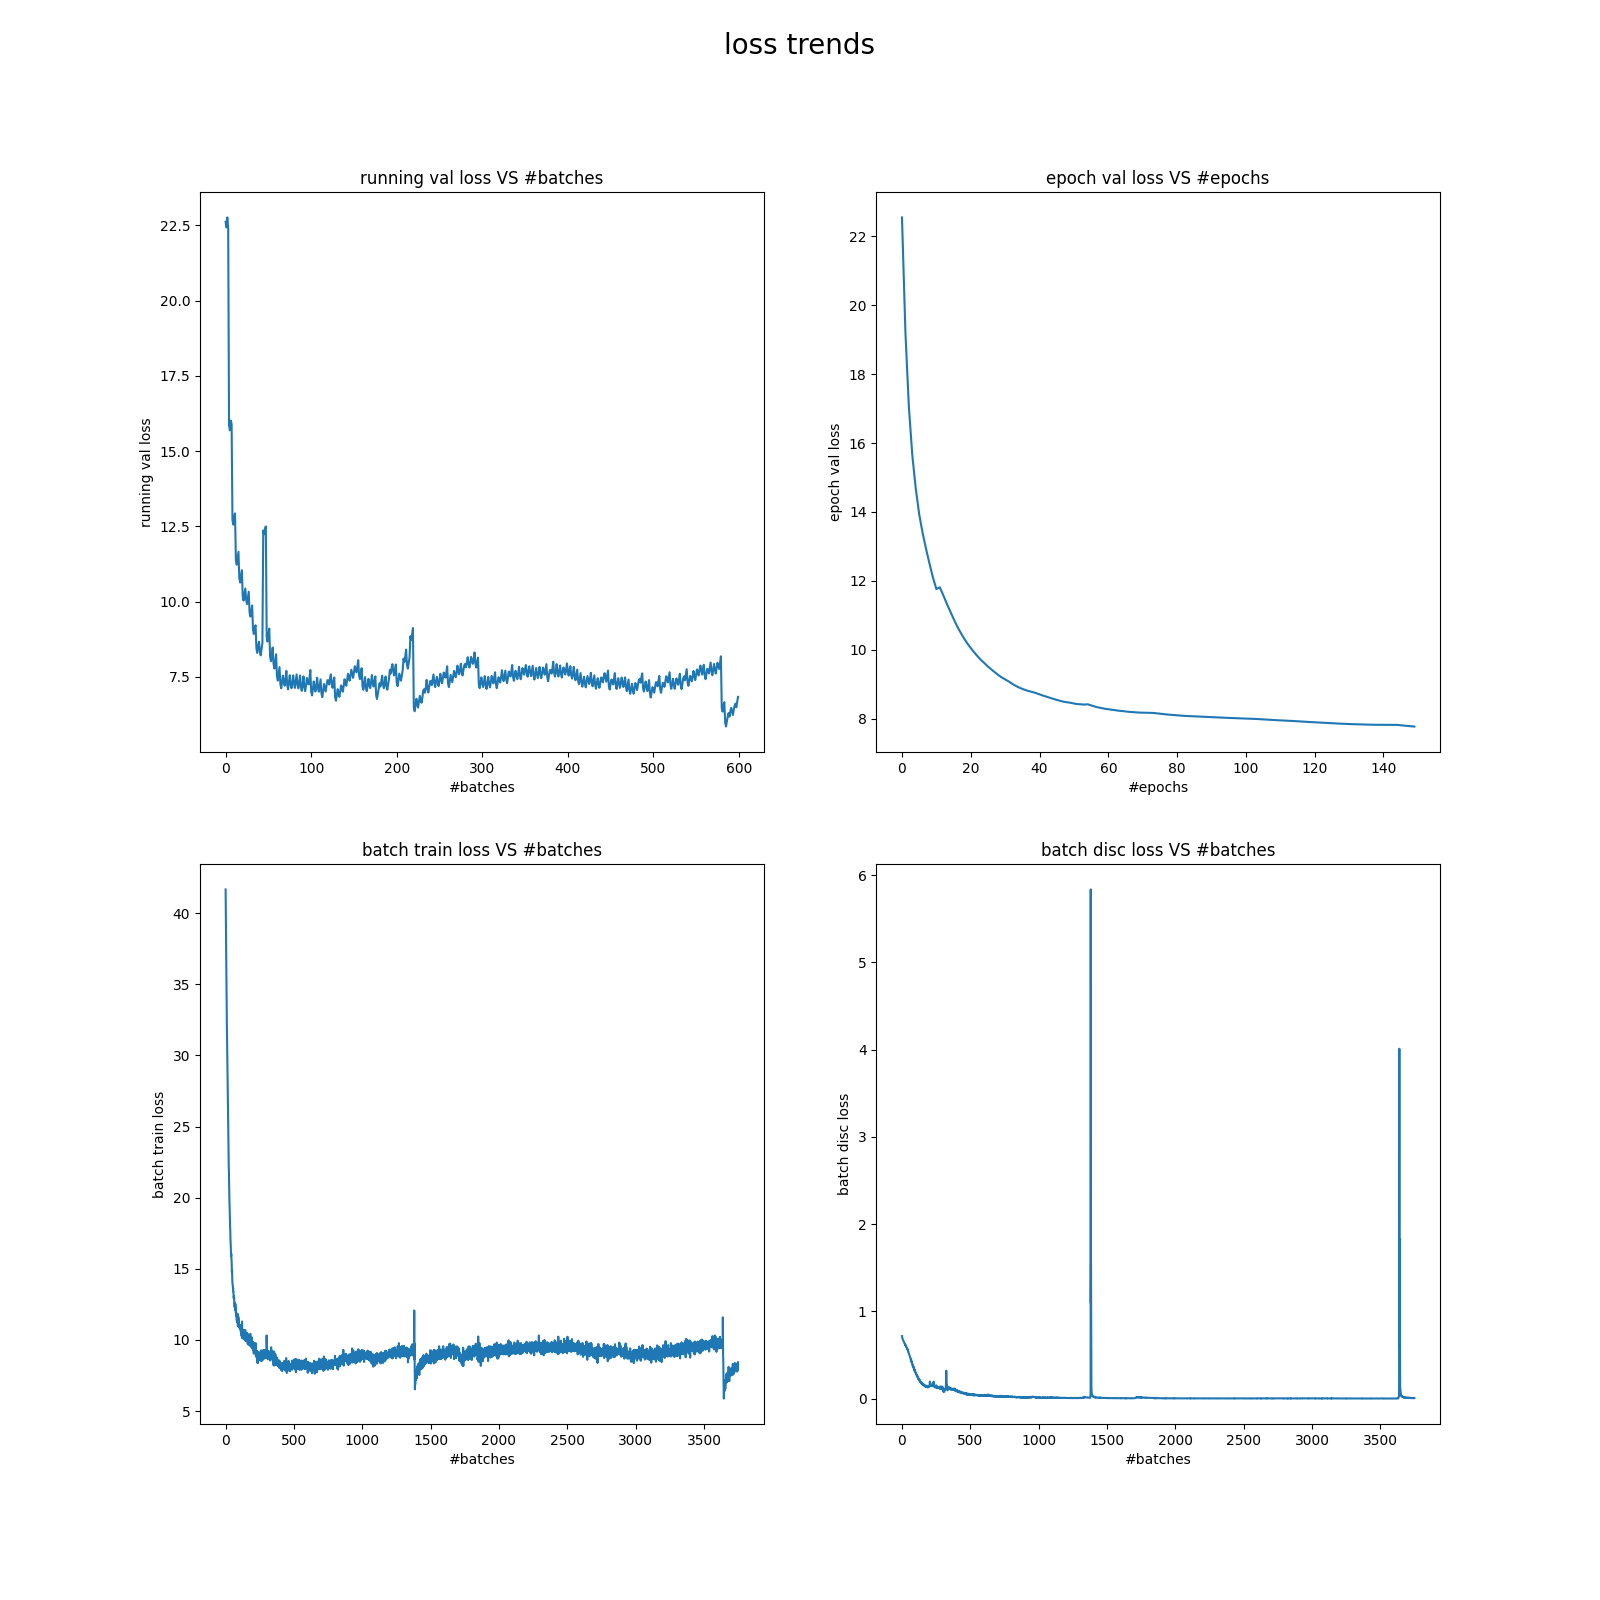 loss trends
running val loss VS #batches
22.5
20.0
17.5
15.0
12.5
10.0
7.5
running val loss
0 100 200 300 400 500 600
#batches
epoch val loss VS #epochs
22
20
18
16
14
12
10
8
epoch val loss
0 20 40 60 80 100 120 140
#epochs
batch train loss VS #batches
40
35
30
25
20
15
10
5
batch train loss
0 500 1000 1500 2000 2500 3000 3500
#batches
batch disc loss VS #batches
6
5
4
3
2
1
0
batch disc loss
0 500 1000 1500 2000 2500 3000 3500
#batches